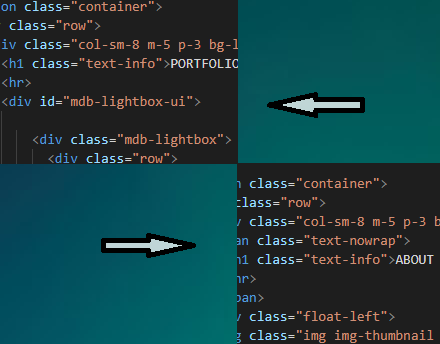 on class="container">
class="row">
iv class="col-sm-8 m-5 p-3 bg-l
<h1 class="text-info">PORTFOLIO
<hr>
<div id="mdb-lightbox-ui">
<div class="mdb-lightbox">
<div class="row">
n class="container">
class="row">
v class="col-sm-8 m-5 p-3 b
an class="text-nowrap">
h1 class="text-info">ABOUT
hr>
pan>
v class="float-left">
g class="img img-thumbnail